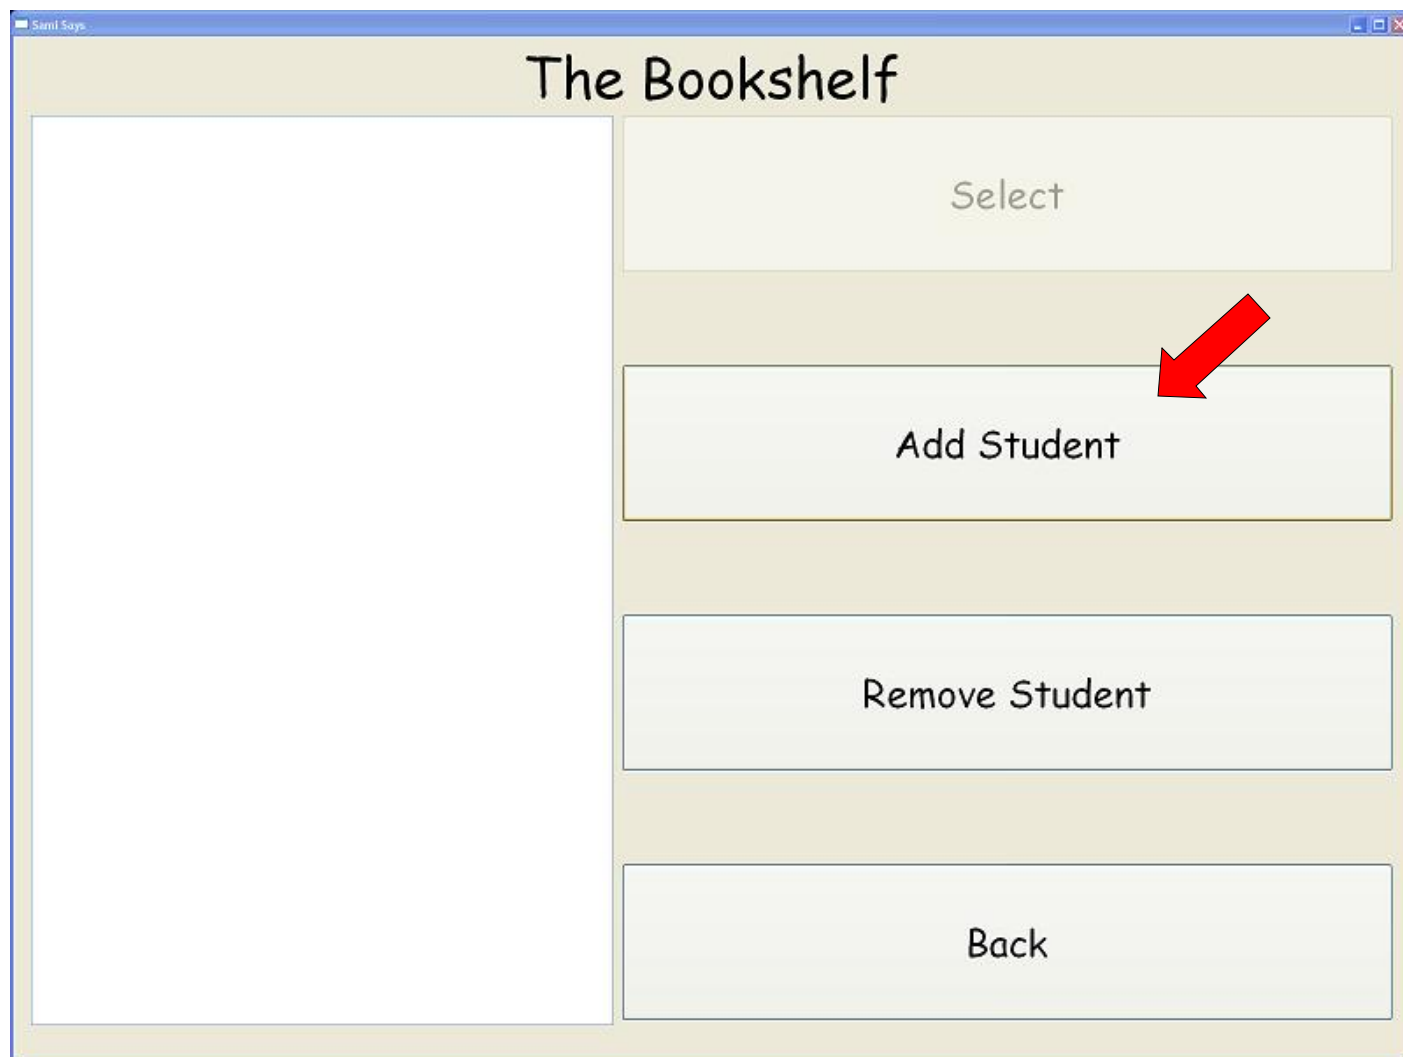 Sami Says
The Bookshelf
Select
Add Student
Remove Student
Back